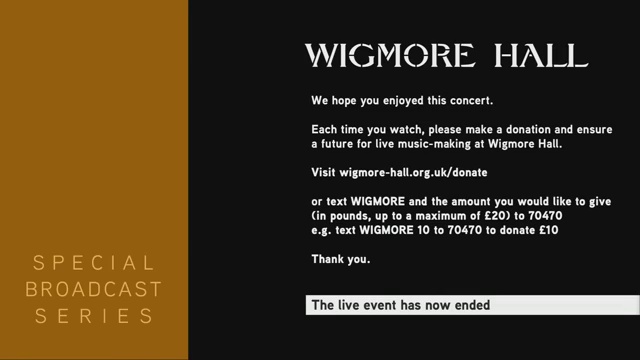 WIGMORE HALL
We hope you enjoyed this concert.
Each time you watch, please make a donation and ensure
a future for live music-making at Wigmore Hall.
Visit wigmore-hall.org.uk/donate
or text WIGMORE and the amount you would like to give
(in pounds, up to a maximum of £20) to 70470
e.g. text WIGMORE 10 to 70470 to donate £10
Thank you.
The live event has now ended
SPECIAL
BROADCAST
SERIES